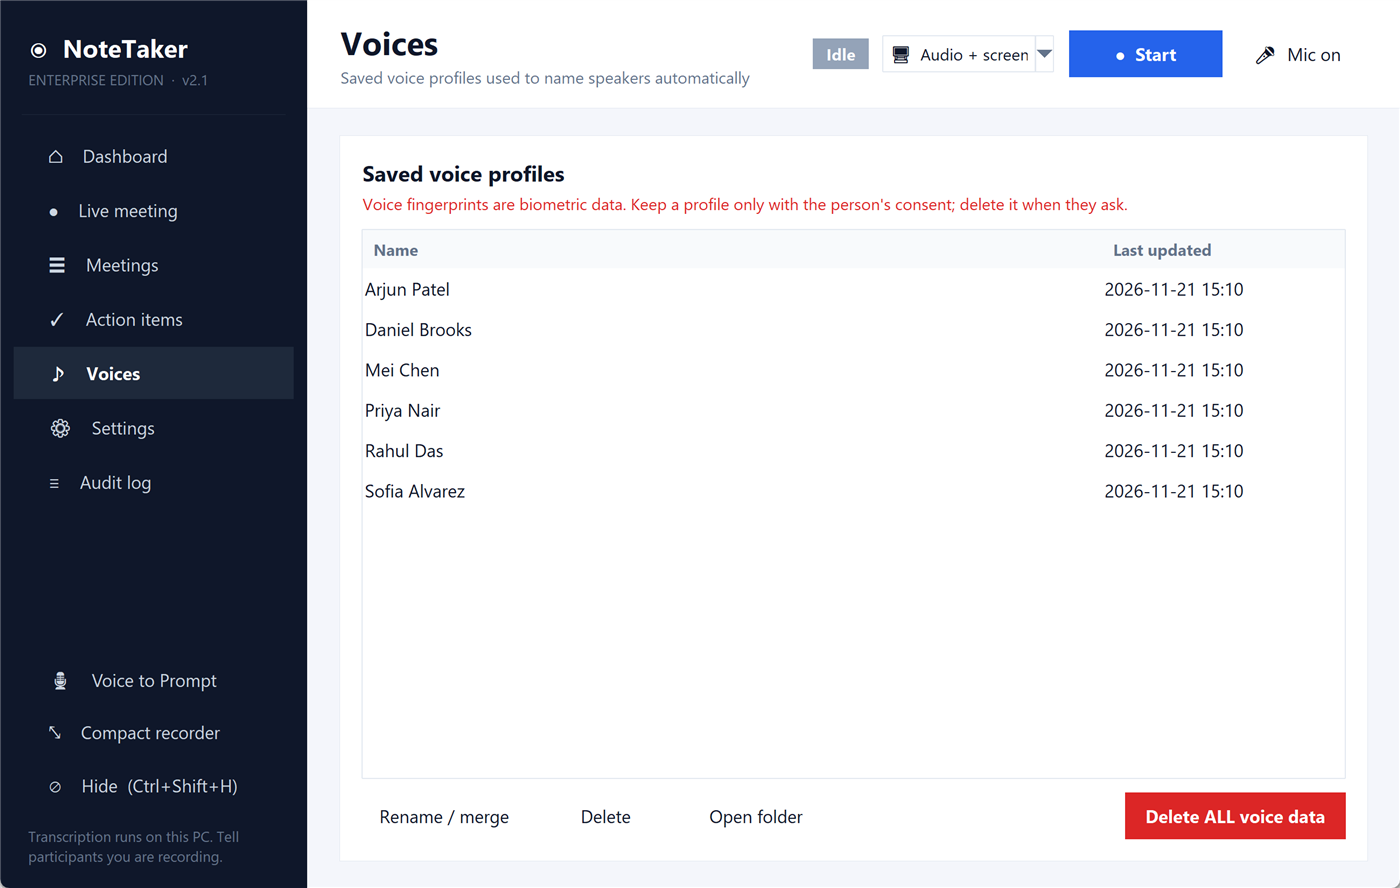 NoteTaker
ENTERPRISE EDITION · v2.1
Dashboard
Live meeting
Meetings
Action items
Voices
Settings
Audit log
Voice to Prompt
Compact recorder
Hide (Ctrl+Shift+H)
Transcription runs on this PC. Tell
participants you are recording.
Voices
Saved voice profiles used to name speakers automatically
Idle
Audio + screen
Start
Mic on
Saved voice profiles
Voice fingerprints are biometric data. Keep a profile only with the person's consent; delete it when they ask.
Name Last updated
Arjun Patel 2026-11-21 15:10
Daniel Brooks 2026-11-21 15:10
Mei Chen 2026-11-21 15:10
Priya Nair 2026-11-21 15:10
Rahul Das 2026-11-21 15:10
Sofia Alvarez 2026-11-21 15:10
Rename / merge Delete Open folder Delete ALL voice data